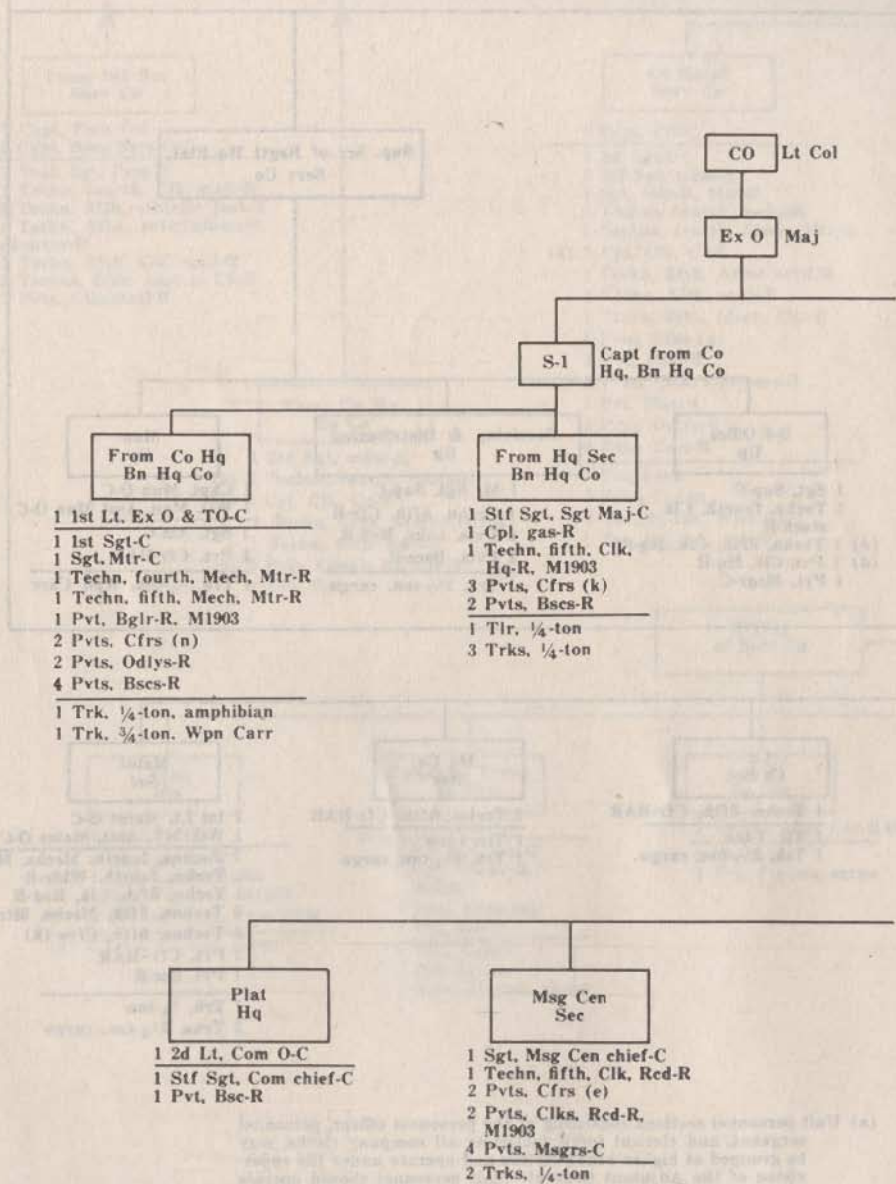 CO
Lt Col
Ex O
Maj
S-1
Capt from Co
Hq, Bn Hq Co
From Co Hq
Bn Hq Co
1 1st Lt, Ex O & TO-C
1 1st Sgt-C
1 Sgt, Mtr-C
1 Techn, fourth, Mech, Mtr-R
1 Techn, fifth, Mech, Mtr-R
1 Pvt, Bglr-R, M1903
2 Pvts, Cfrs (n)
2 Pvts, Odlys-R
4 Pvts, Bscs-R
1 Trk, ¼-ton, amphibian
1 Trk, ¾-ton, Wpn Carr
From Hq Sec
Bn Hq Co
1 Stf Sgt, Sgt Maj-C
1 Cpl, gas-R
1 Techn, fifth, Clk,
Hq-R, M1903
3 Pvts, Cfrs (k)
2 Pvts, Bscs-R
1 Tlr, ¼-ton
3 Trks, ¼-ton
Plat
Hq
1 2d Lt, Com O-C
1 Stf Sgt, Com chief-C
1 Pvt, Bsc-R
Msg Cen
Sec
1 Sgt, Msg Cen chief-C
1 Techn, fifth, Clk, Rcd-R
2 Pvts, Cfrs (e)
2 Pvts, Clks, Rcd-R,
M1903
4 Pvts, Msgrs-C
2 Trks, ¼-ton